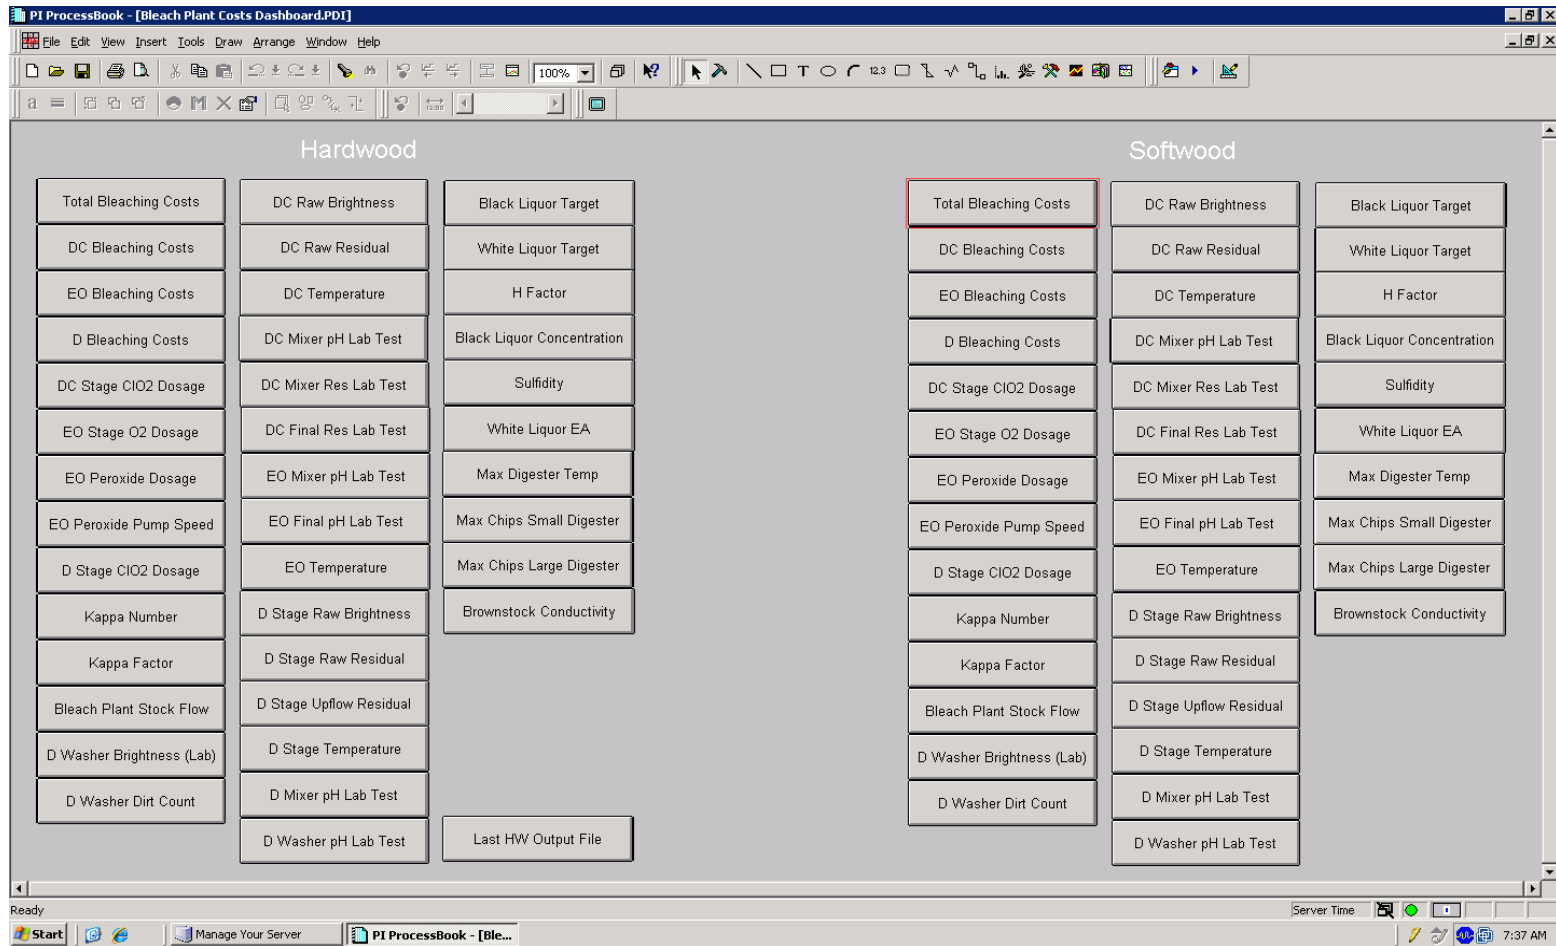 PI ProcessBook - [Bleach Plant Costs Dashboard.PDI]
File Edit View Insert Tools Draw Arrange Window Help
100%
T
12.3
a
M
Hardwood
Total Bleaching Costs
DC Bleaching Costs
EO Bleaching Costs
D Bleaching Costs
DC Stage ClO2 Dosage
EO Stage O2 Dosage
EO Peroxide Dosage
EO Peroxide Pump Speed
D Stage ClO2 Dosage
Kappa Number
Kappa Factor
Bleach Plant Stock Flow
D Washer Brightness (Lab)
D Washer Dirt Count
DC Raw Brightness
DC Raw Residual
DC Temperature
DC Mixer pH Lab Test
DC Mixer Res Lab Test
DC Final Res Lab Test
EO Mixer pH Lab Test
EO Final pH Lab Test
EO Temperature
D Stage Raw Brightness
D Stage Raw Residual
D Stage Upflow Residual
D Stage Temperature
D Mixer pH Lab Test
D Washer pH Lab Test
Black Liquor Target
White Liquor Target
H Factor
Black Liquor Concentration
Sulfidity
White Liquor EA
Max Digester Temp
Max Chips Small Digester
Max Chips Large Digester
Brownstock Conductivity
Last HW Output File
Softwood
Total Bleaching Costs
DC Bleaching Costs
EO Bleaching Costs
D Bleaching Costs
DC Stage ClO2 Dosage
EO Stage O2 Dosage
EO Peroxide Dosage
EO Peroxide Pump Speed
D Stage ClO2 Dosage
Kappa Number
Kappa Factor
Bleach Plant Stock Flow
D Washer Brightness (Lab)
D Washer Dirt Count
DC Raw Brightness
DC Raw Residual
DC Temperature
DC Mixer pH Lab Test
DC Mixer Res Lab Test
DC Final Res Lab Test
EO Mixer pH Lab Test
EO Final pH Lab Test
EO Temperature
D Stage Raw Brightness
D Stage Raw Residual
D Stage Upflow Residual
D Stage Temperature
D Mixer pH Lab Test
D Washer pH Lab Test
Black Liquor Target
White Liquor Target
H Factor
Black Liquor Concentration
Sulfidity
White Liquor EA
Max Digester Temp
Max Chips Small Digester
Max Chips Large Digester
Brownstock Conductivity
Ready
Server Time
Start
Manage Your Server
PI ProcessBook - [Ble...
7:37 AM